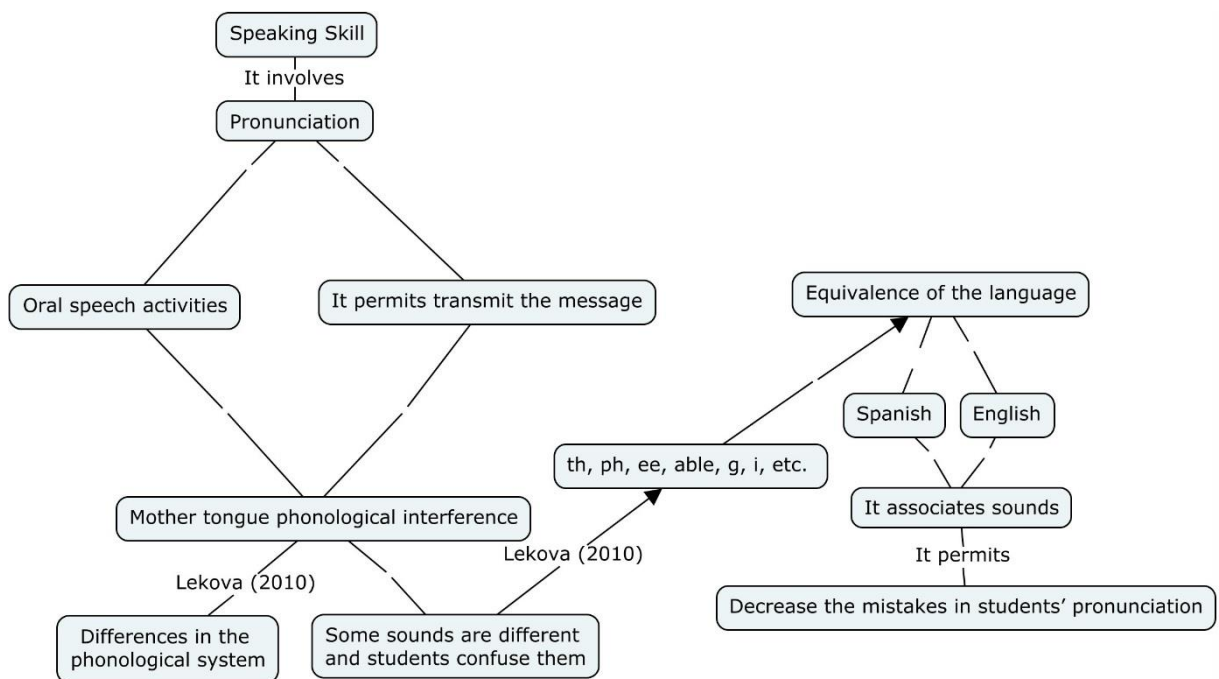 Speaking Skill
It involves
Pronunciation
Oral speech activities
It permits transmit the message
Equivalence of the language
Spanish
English
th, ph, ee, able, g, i, etc.
It associates sounds
Mother tongue phonological interference
Lekova (2010)
Lekova (2010)
It permits
Decrease the mistakes in students’ pronunciation
Differences in the
phonological system
Some sounds are different
and students confuse them